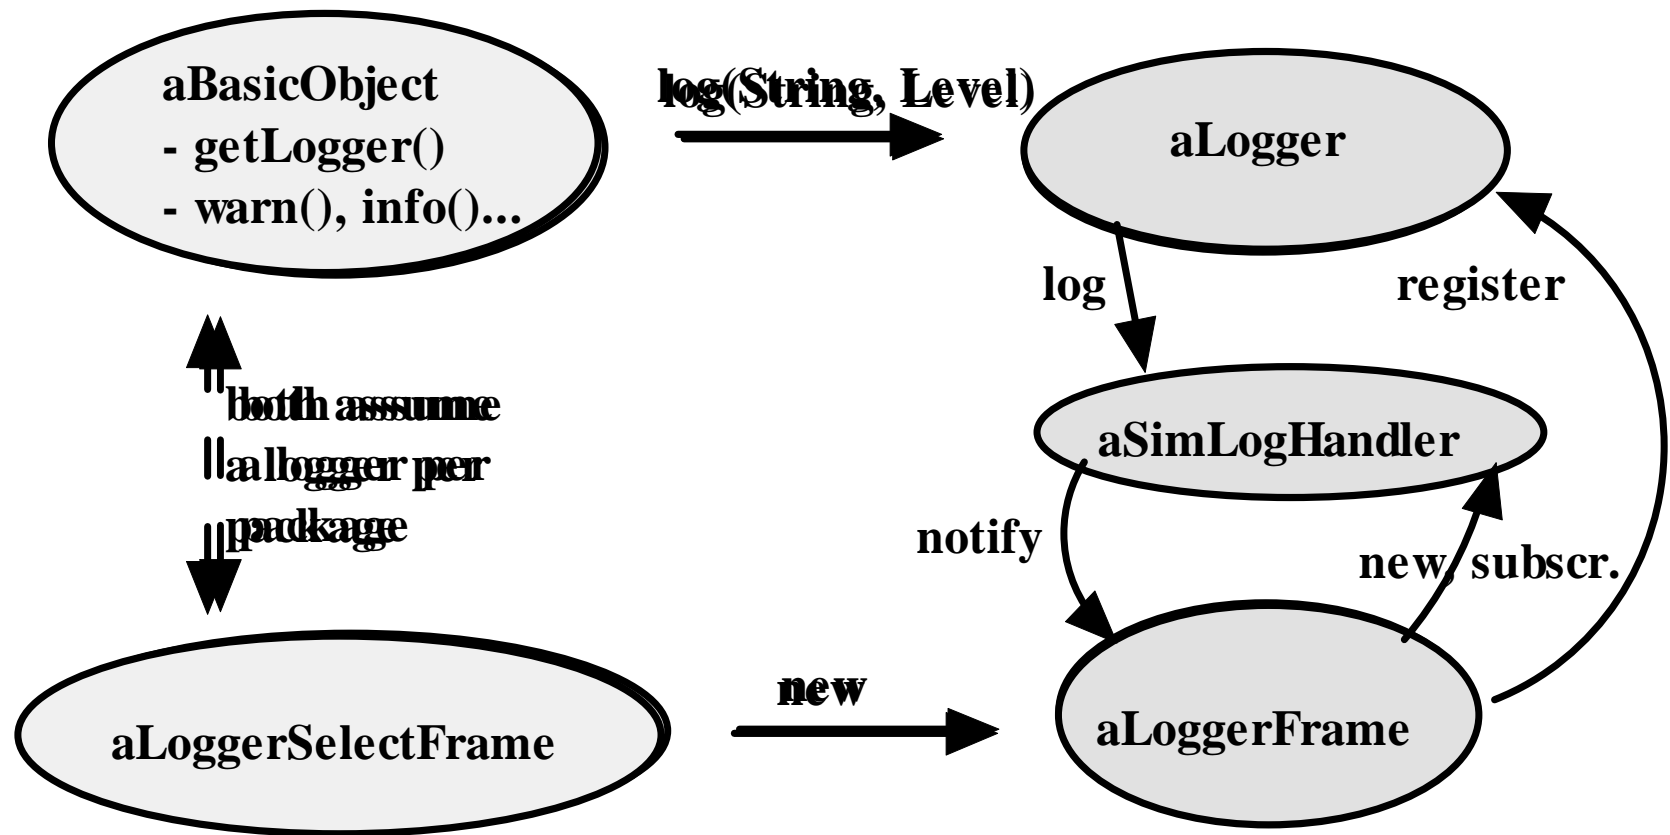 aBasicObject
- getLogger()
- warn(), info()...
log(String, Level)
aLogger
log
register
both assume
a logger per
package
aSimLogHandler
notify
new, subscr.
aLoggerSelectFrame
new
aLoggerFrame